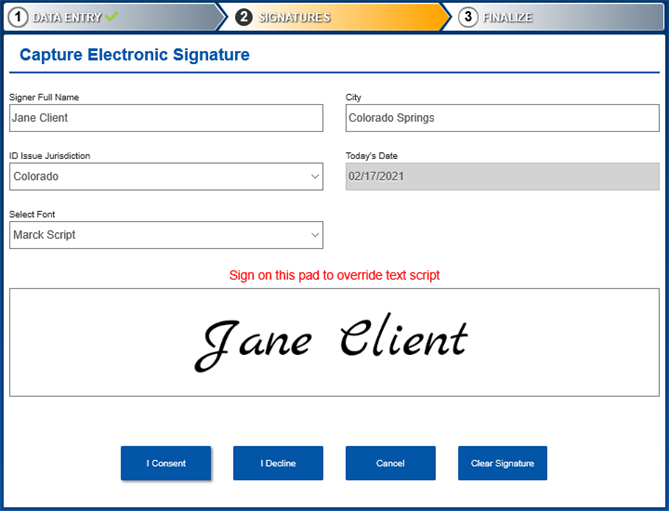 1 DATA ENTRY 2 SIGNATURES 3 FINALIZE
Capture Electronic Signature
Signer Full Name City
Jane Client Colorado Springs
ID Issue Jurisdiction Today's Date
Colorado 02/17/2021
Select Font
Marck Script
Sign on this pad to override text script
Jane Client
I Consent I Decline Cancel Clear Signature